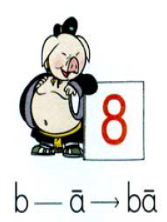 8
b — ā → bā